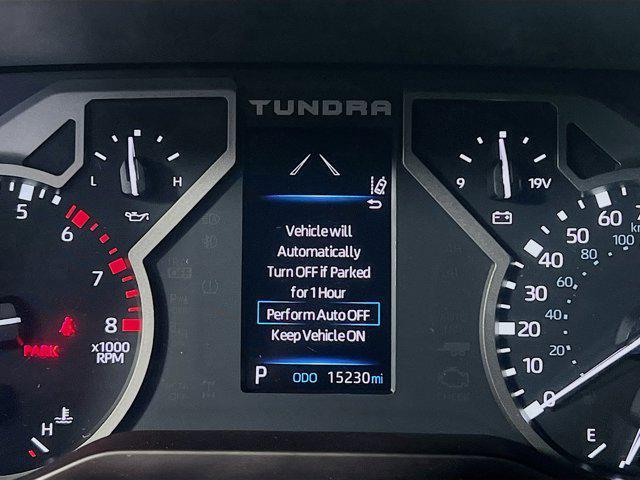 TUNDRA
L H
9 19V
5
6
7
8
x1000
RPM
PARK
H
Vehicle will
Automatically
Turn OFF if Parked
for 1 Hour
Perform Auto OFF
Keep Vehicle ON
P ODO 15230 mi
60
50
40
30
20
10
0
100
80
60
40
20
E